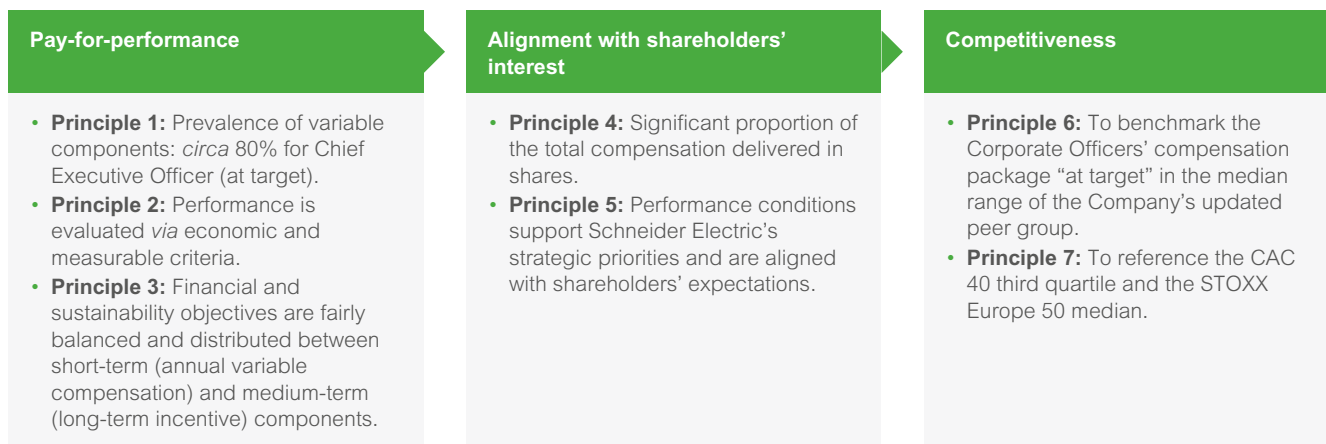 Pay-for-performance
• Principle 1: Prevalence of variable
components: circa 80% for Chief
Executive Officer (at target).
• Principle 2: Performance is
evaluated via economic and
measurable criteria.
• Principle 3: Financial and
sustainability objectives are fairly
balanced and distributed between
short-term (annual variable
compensation) and medium-term
(long-term incentive) components.
Alignment with shareholders’
interest
• Principle 4: Significant proportion of
the total compensation delivered in
shares.
• Principle 5: Performance conditions
support Schneider Electric’s
strategic priorities and are aligned
with shareholders’ expectations.
Competitiveness
• Principle 6: To benchmark the
Corporate Officers’ compensation
package “at target” in the median
range of the Company’s updated
peer group.
• Principle 7: To reference the CAC
40 third quartile and the STOXX
Europe 50 median.